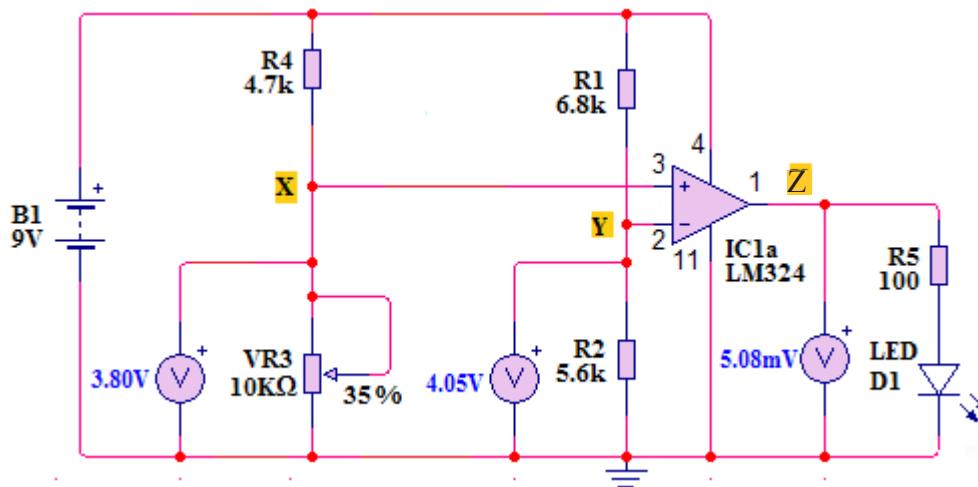 R4
4.7k
R1
6.8k
4
X
3
+
1
Z
B1
9V
+
Y
2
−
11
IC1a
LM324
R5
100
+
VR3
10KΩ
3.80V
V
35%
+
4.05V
V
R2
5.6k
+
5.08mV
V
LED
D1